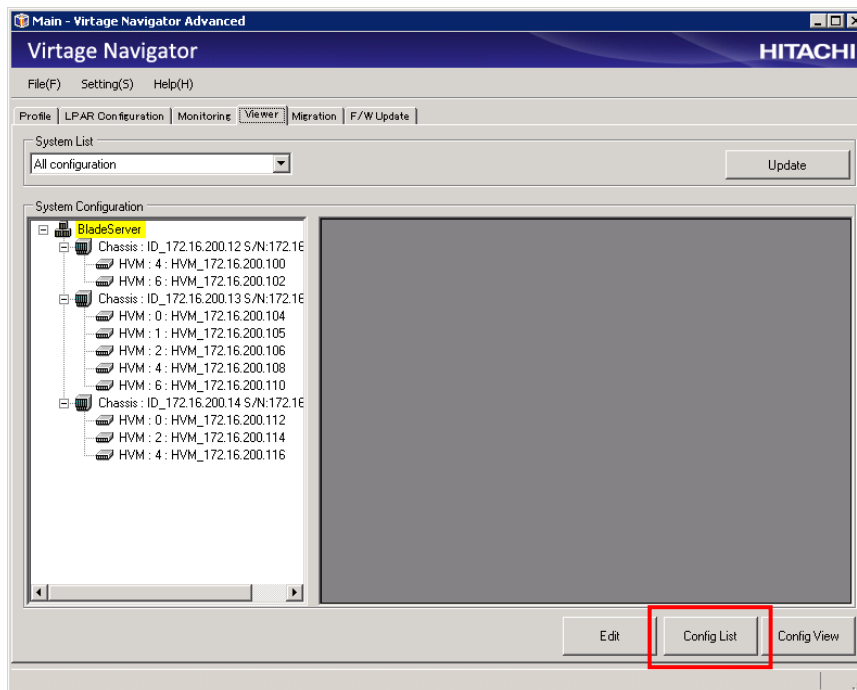 Main - Virtage Navigator Advanced
Virtage Navigator
HITACHI
File(F) Setting(S) Help(H)
Profile LPAR Configuration Monitoring Viewer Migration F/W Update
System List
All configuration
Update
System Configuration
BladeServer
Chassis : ID_172.16.200.12 S/N:172.16
HVM : 4 : HVM_172.16.200.100
HVM : 6 : HVM_172.16.200.102
Chassis : ID_172.16.200.13 S/N:172.16
HVM : 0 : HVM_172.16.200.104
HVM : 1 : HVM_172.16.200.105
HVM : 2 : HVM_172.16.200.106
HVM : 4 : HVM_172.16.200.108
HVM : 6 : HVM_172.16.200.110
Chassis : ID_172.16.200.14 S/N:172.16
HVM : 0 : HVM_172.16.200.112
HVM : 2 : HVM_172.16.200.114
HVM : 4 : HVM_172.16.200.116
Edit Config List Config View